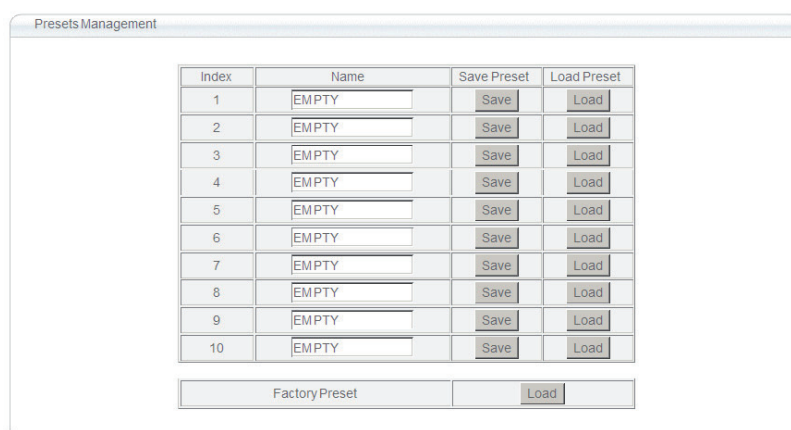 Presets Management
Index Name Save Preset Load Preset
1 EMPTY Save Load
2 EMPTY Save Load
3 EMPTY Save Load
4 EMPTY Save Load
5 EMPTY Save Load
6 EMPTY Save Load
7 EMPTY Save Load
8 EMPTY Save Load
9 EMPTY Save Load
10 EMPTY Save Load
Factory Preset Load